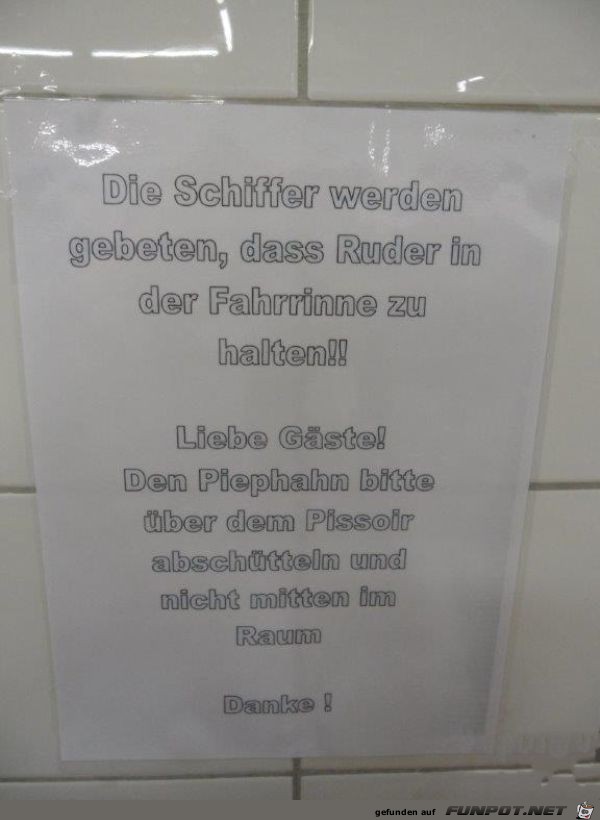 Die Schiffer werden
gebeten, dass Ruder in
der Fahrrinne zu
halten!!
Liebe Gäste!
Den Piephahn bitte
über dem Pissoir
abschütteln und
nicht mitten im
Raum
Danke !
gefunden auf FUNPOT.NET